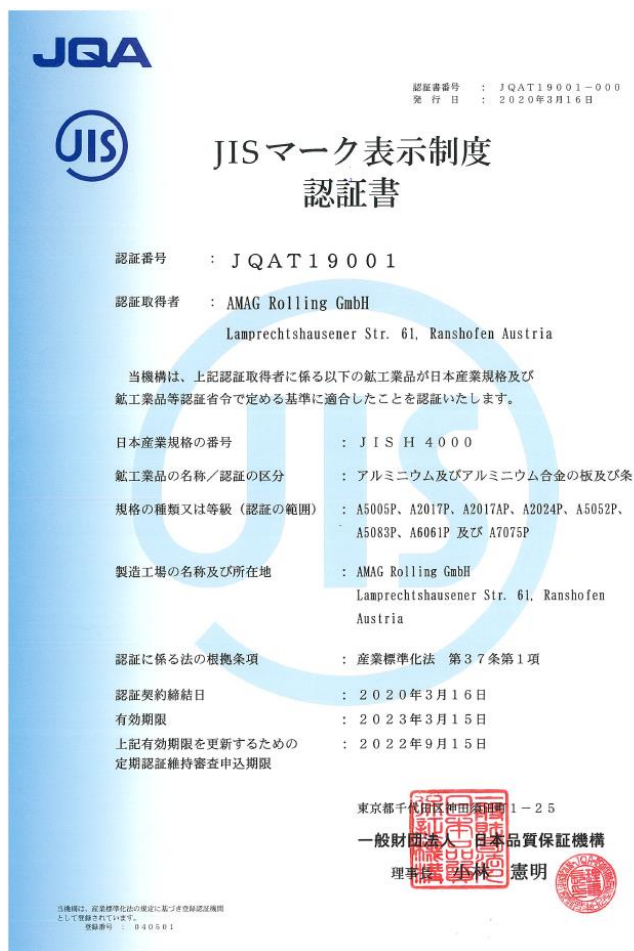 JQA
認証書番号 : JQAT19001-000
発行日 : 2020年3月16日
JIS
JISマーク表示制度
認証書
認証番号 : JQAT19001
認証取得者 : AMAG Rolling GmbH
Lamprechtshausener Str. 61, Ranshofen Austria
当機構は、上記認証取得者に係る以下の鉱工業品が日本産業規格及び
鉱工業品等認証省令で定める基準に適合したことを認証いたします。
日本産業規格の番号 : JIS H 4000
鉱工業品の名称/認証の区分 : アルミニウム及びアルミニウム合金の板及び条
規格の種類又は等級(認証の範囲) : A5005P、A2017P、A2017AP、A2024P、A5052P、
A5083P、A6061P 及び A7075P
製造工場の名称及び所在地 : AMAG Rolling GmbH
Lamprechtshausener Str. 61, Ranshofen
Austria
認証に係る法の根拠条項 : 産業標準化法 第37条第1項
認証契約締結日 : 2020年3月16日
有効期限 : 2023年3月15日
上記有効期限を更新するための : 2022年9月15日
定期認証維持審査申込期限
東京都千代田区神田須田町1-25
一般財団法人 日本品質保証機構
理事長 小林 憲明
当機構は、産業標準化法の規定に基づき登録認証機関
として登録されています。
登録番号 : 040501
JIS